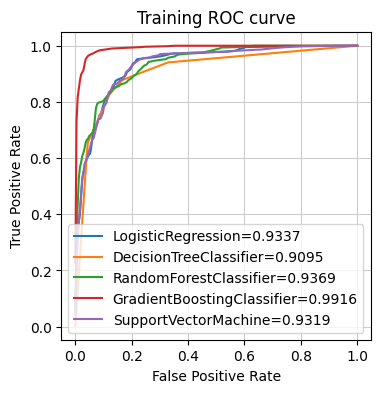 Training ROC curve
1.0
0.8
0.6
0.4
0.2
0.0
True Positive Rate
LogisticRegression=0.9337
DecisionTreeClassifier=0.9095
RandomForestClassifier=0.9369
GradientBoostingClassifier=0.9916
SupportVectorMachine=0.9319
0.0 0.2 0.4 0.6 0.8 1.0
False Positive Rate